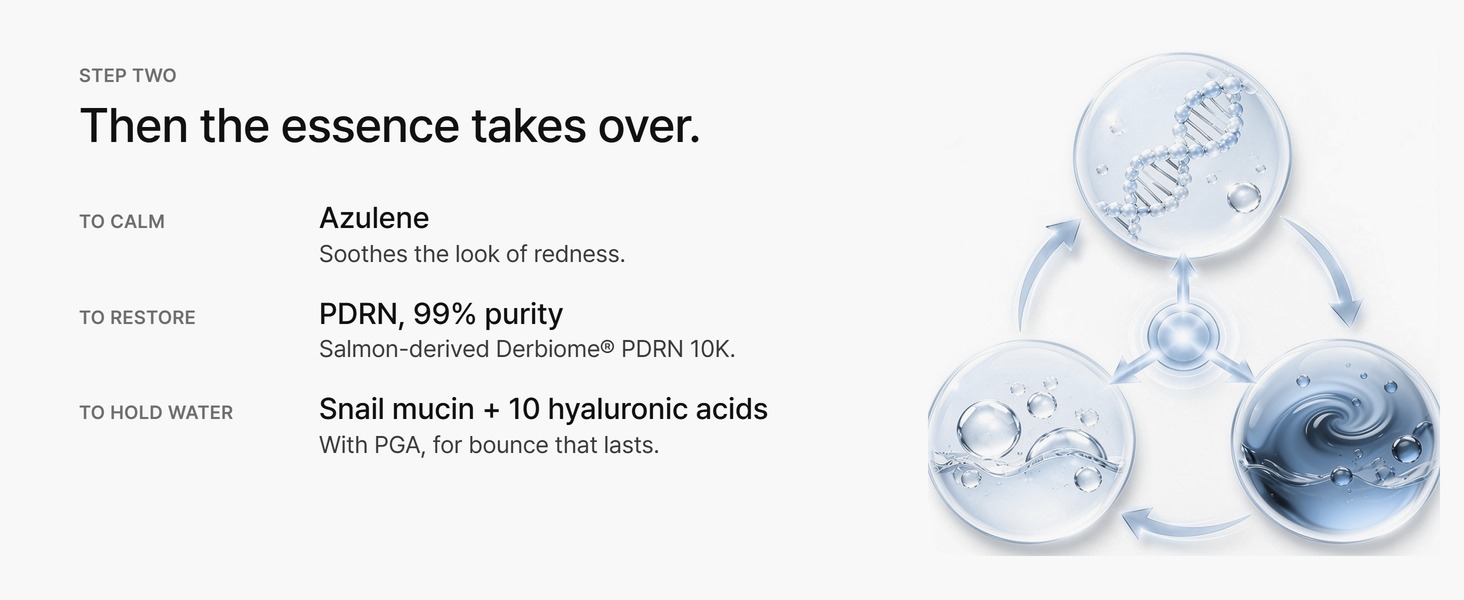 STEP TWO
Then the essence takes over.
TO CALM
Azulene
Soothes the look of redness.
TO RESTORE
PDRN, 99% purity
Salmon-derived Derbiome® PDRN 10K.
TO HOLD WATER
Snail mucin + 10 hyaluronic acids
With PGA, for bounce that lasts.